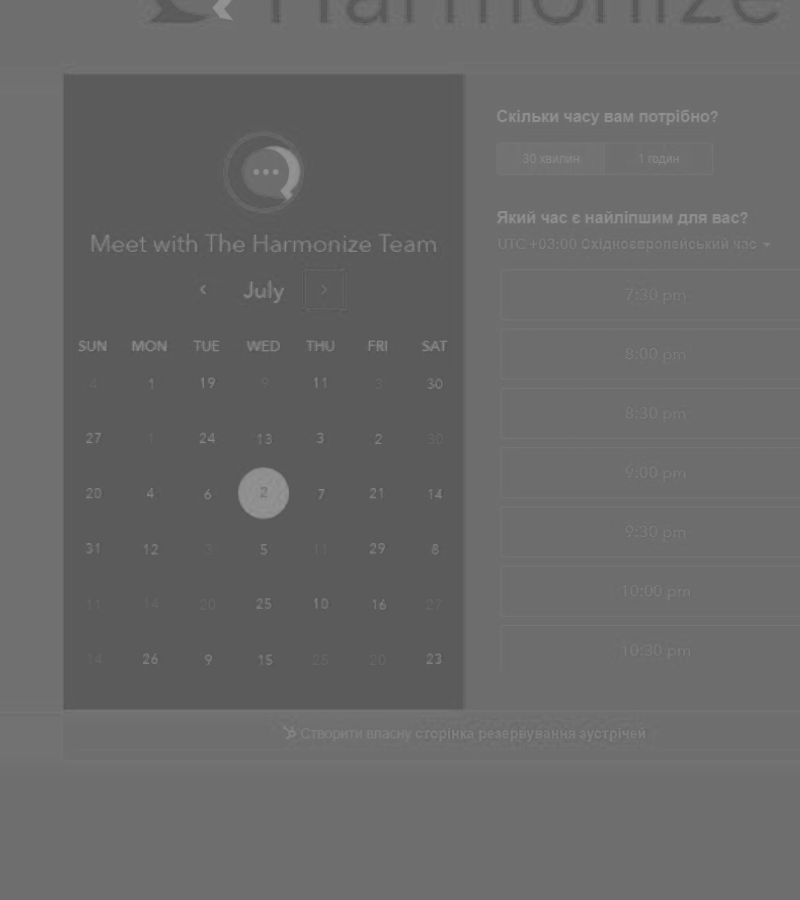 Harmonize
Meet with The Harmonize Team
July
SUN MON TUE WED THU FRI SAT
4 1 19 9 11 3 30
27 1 24 13 3 2 30
20 4 6 2 7 21 14
31 12 3 5 11 29 8
11 14 20 25 10 16 27
14 26 9 15 25 20 23
Скільки часу вам потрібно?
30 хвилин 1 годин
Який час є найліпшим для вас?
UTC +03:00 Східноєвропейський час
7:30 pm
8:00 pm
8:30 pm
9:00 pm
9:30 pm
10:00 pm
10:30 pm
Створити власну сторінка резервування зустрічей